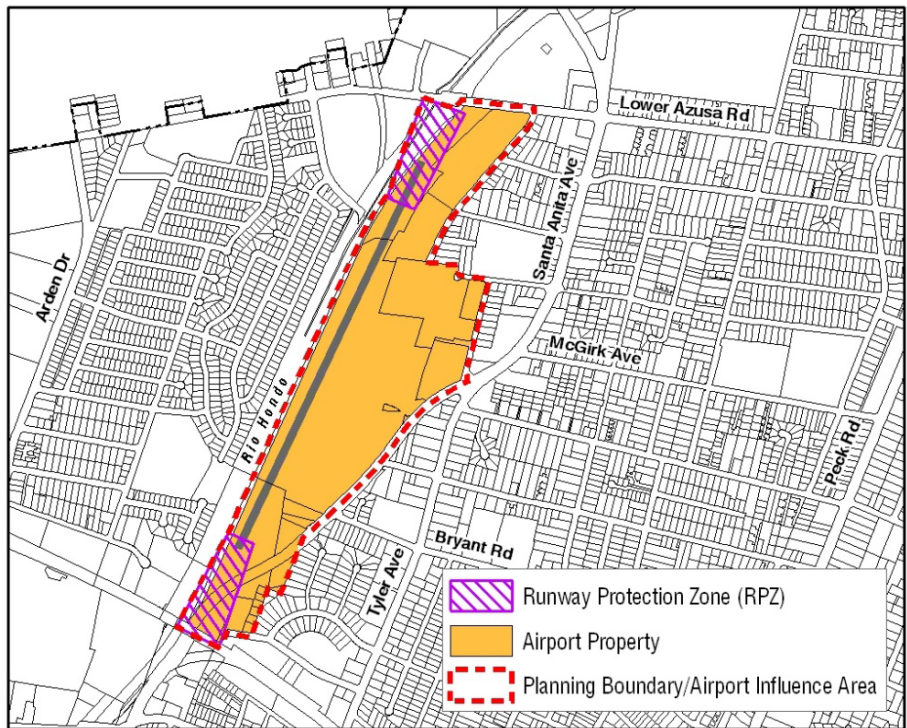 Lower Azusa Rd
Santa Anita Ave
Arden Dr
McGirk Ave
Rio Hondo
Peck Rd
Bryant Rd
Tyler Ave
Runway Protection Zone (RPZ)
Airport Property
Planning Boundary/Airport Influence Area